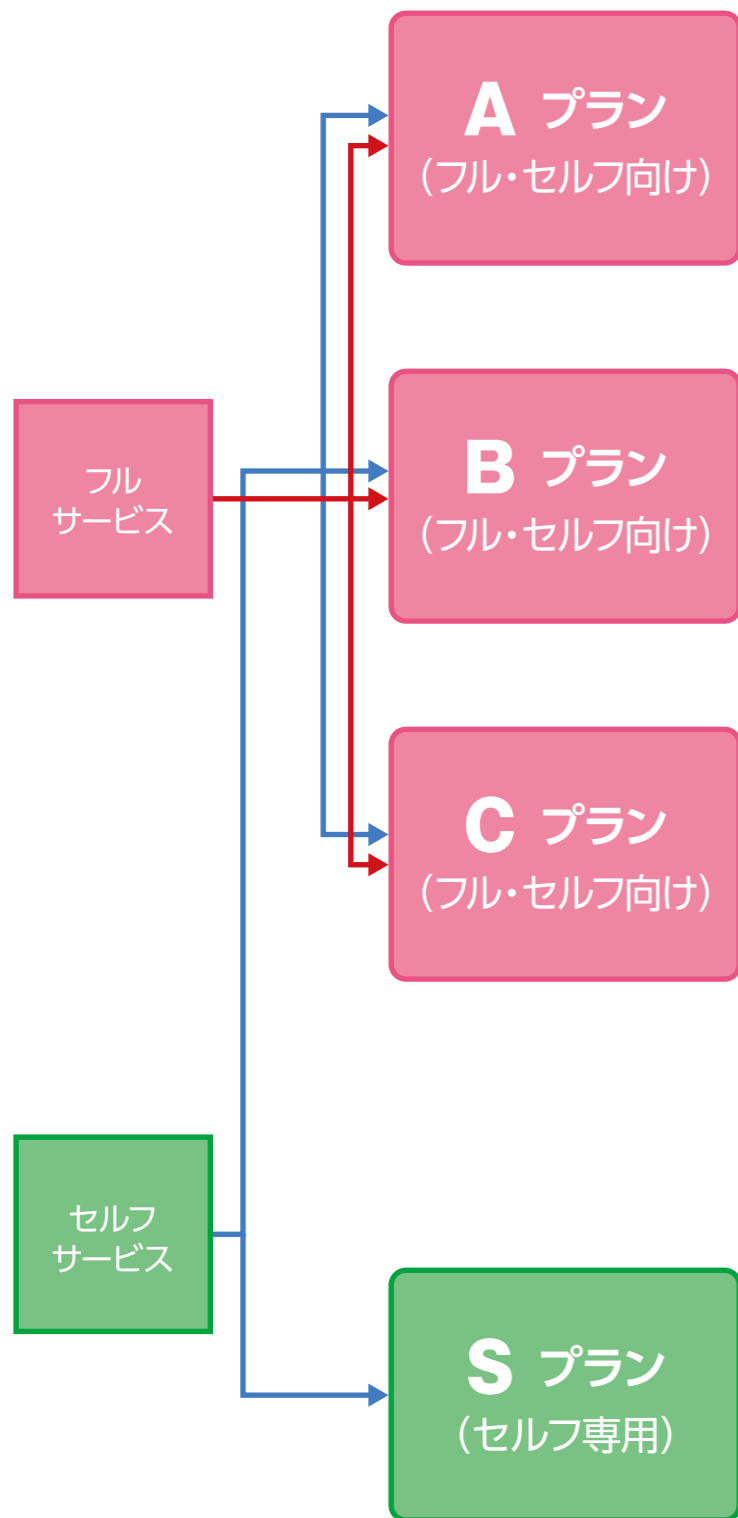 A プラン
（フル・セルフ向け）
フル
サービス
B プラン
（フル・セルフ向け）
C プラン
（フル・セルフ向け）
セルフ
サービス
S プラン
（セルフ専用）